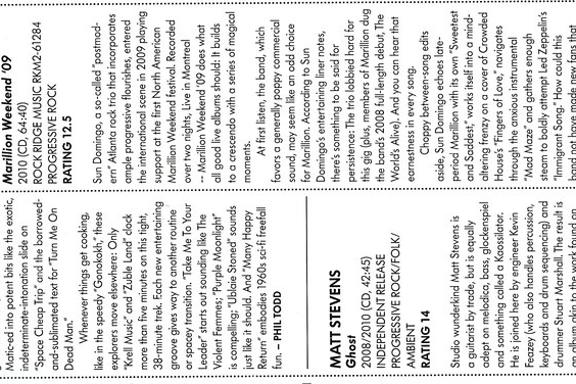 Matic-ed into potent bits like the exotic,
indeterminate-intonation slide on
"Space Cheap Trip" and the borrowed-
and-sublimated text for "Turn Me On
Dead Man."
Whenever things get cooking,
like in the speedy "Gonokoki," these
explorers move elsewhere: Only
"Krell Music" and "Zuble Land" clock
more than five minutes on this tight,
38-minute trek. Each new entertaining
groove gives way to another routine
or spacey transition. "Take Me To Your
Leader" starts out sounding like The
Violent Femmes; "Purple Moonlight"
is compelling; "Ubloie Stoned" sounds
just like it should. And "Many Happy
Return" embodies 1960s sci-fi freefall
fun. – PHIL TODD
MATT STEVENS
Ghost
2008/2010 (CD, 42:45)
INDEPENDENT RELEASE
PROGRESSIVE ROCK/FOLK/
AMBIENT
RATING 14
Studio wunderkind Matt Stevens is
a guitarist by trade, but is equally
adept on melodica, bass, glockenspiel
and something called a Kaossilator.
He is joined here by engineer Kevin
Feazey (who also handles percussion,
keyboards and drum sequencing) and
drummer Stuart Marshall. The result is
Marillion Weekend '09
2010 (CD, 64:40)
ROCK RIDGE MUSIC RKM2-61284
PROGRESSIVE ROCK
RATING 12.5
Sun Domingo, a so-called "postmod-
ern" Atlanta rock trio that incorporates
ample progressive flourishes, entered
the international scene in 2009 playing
support at the first North American
Marillion Weekend festival. Recorded
over two nights, Live in Montreal
-- Marillion Weekend '09 does what
all good live albums should: It builds
to a crescendo with a series of magical
moments.
At first listen, the band, which
favors a generally poppy commercial
sound, may seem like an odd choice
for Marillion. According to Sun
Domingo's entertaining liner notes,
there's something to be said for
persistence: The trio lobbied hard for
this gig (plus, members of Marillion dug
the band's 2008 full-length debut, The
World's Alive). And you can hear that
earnestness in every song.
Choppy between-song edits
aside, Sun Domingo echoes late-
period Marillion with its own "Sweetest
and Saddest," works itself into a mind-
altering frenzy on a cover of Crowded
House's "Fingers of Love," navigates
through the anxious instrumental
"Mad Maze" and gathers enough
steam to boldly attempt Led Zeppelin's
"Immigrant Song." How could this
band not have made new fans that